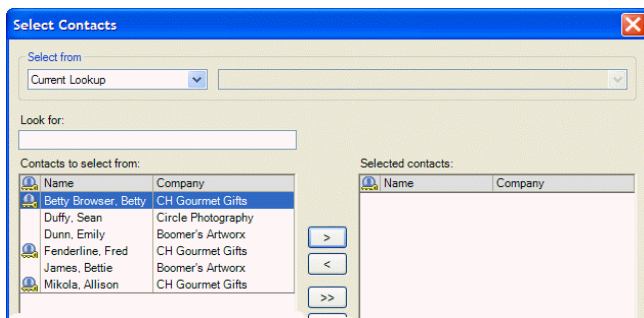 Select Contacts
Select from
Current Lookup
Look for:
Contacts to select from:
Selected contacts:
Name Company
Name Company
Betty Browser, Betty CH Gourmet Gifts
Duffy, Sean Circle Photography
Dunn, Emily Boomer's Artworx
>
Fenderline, Fred CH Gourmet Gifts
<
James, Bettie Boomer's Artworx
Mikola, Allison CH Gourmet Gifts
>>